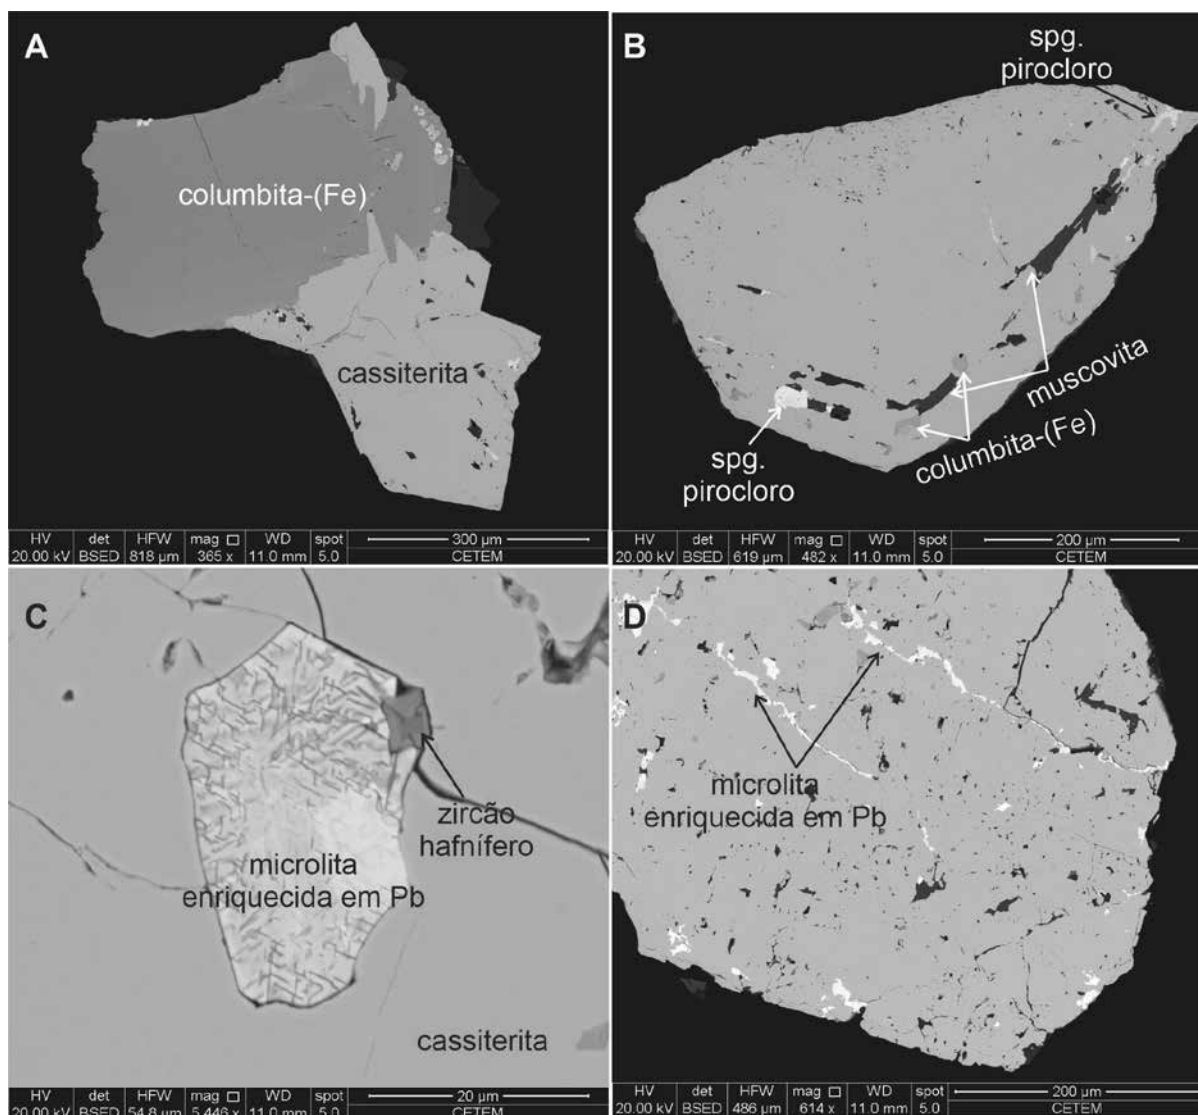 A
columbita-(Fe)
cassiterita
HV det HFW mag □ WD spot
20.00 kV BSED 818 µm 365 x 11.0 mm 5.0
300 µm
CETEM
B
spg.
pirocloro
muscovita
columbita-(Fe)
spg.
pirocloro
HV det HFW mag □ WD spot
20.00 kV BSED 619 µm 482 x 11.0 mm 5.0
200 µm
CETEM
C
zircão
hafnífero
microlita
enriquecida em Pb
cassiterita
HV det HFW mag □ WD spot
20.00 kV BSED 54.8 µm 5.446 x 11.0 mm 5.0
20 µm
CETEM
D
microlita
enriquecida em Pb
HV det HFW mag □ WD spot
20.00 kV BSED 486 µm 614 x 11.0 mm 5.0
200 µm
CETEM